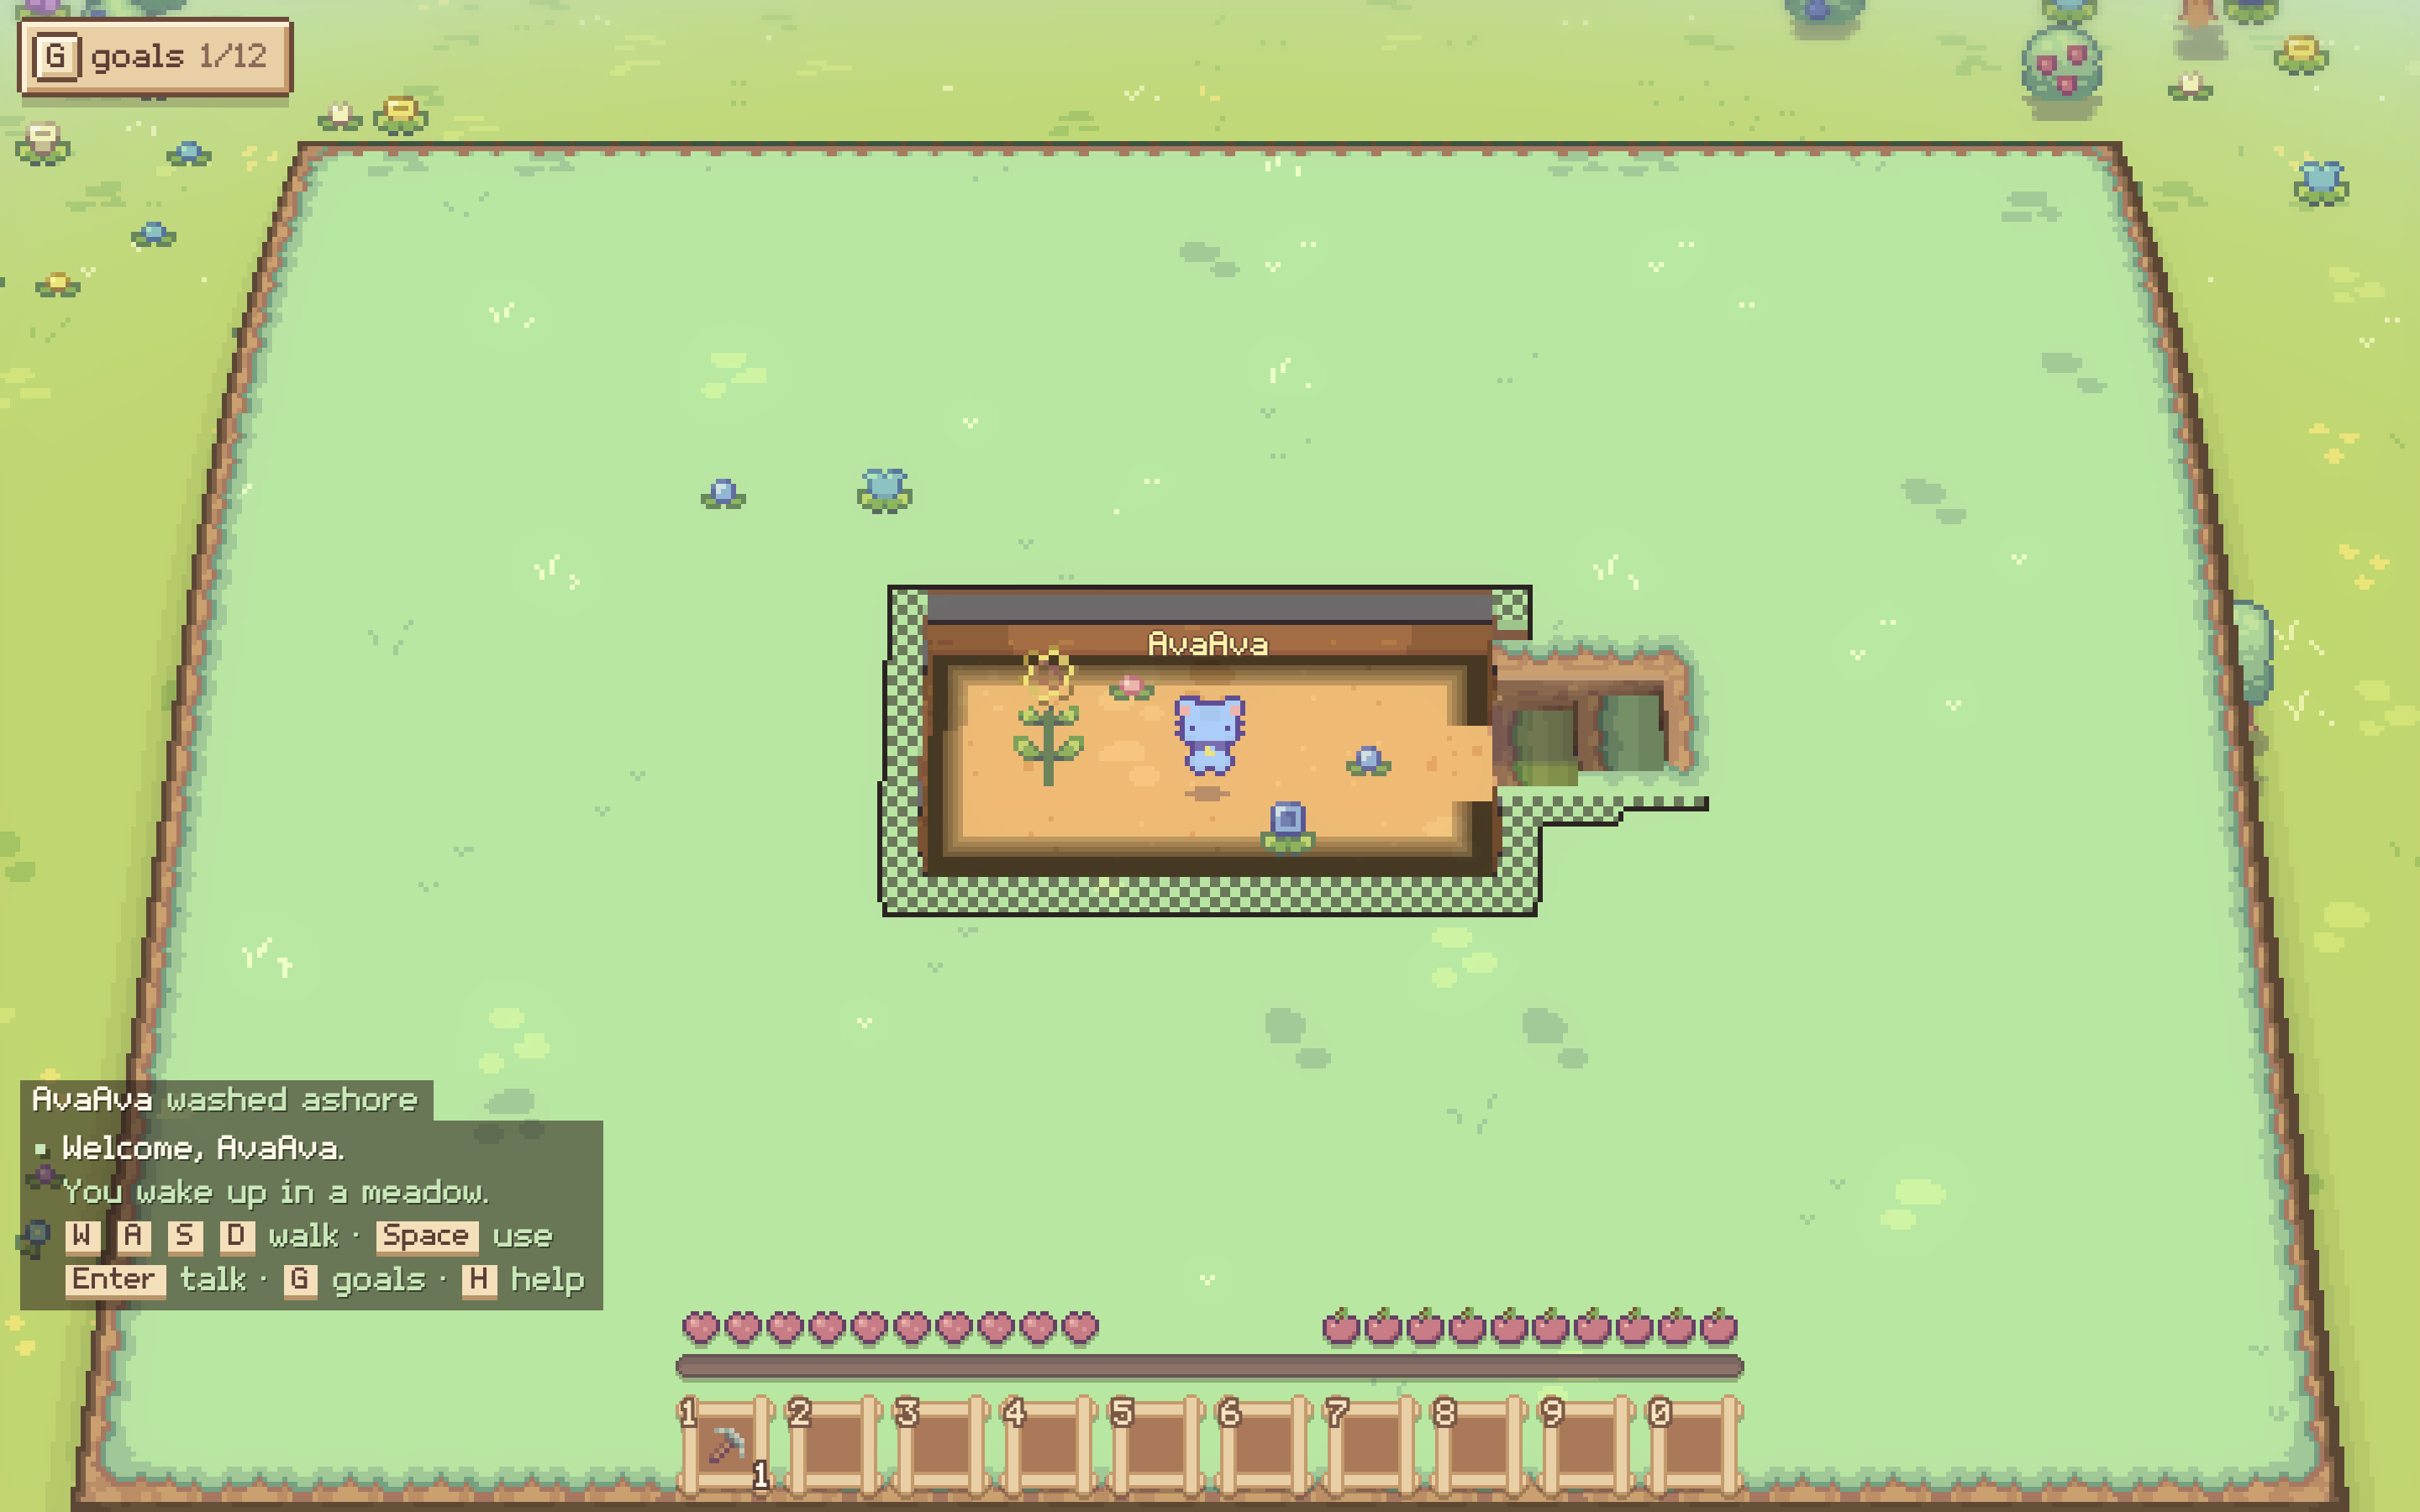 G goals 1/12
AvaAva
AvaAva washed ashore
Welcome, AvaAva.
You wake up in a meadow.
W A S D walk · Space use
Enter talk · G goals · H help
1 2 3 4 5 6 7 8 9 0
1